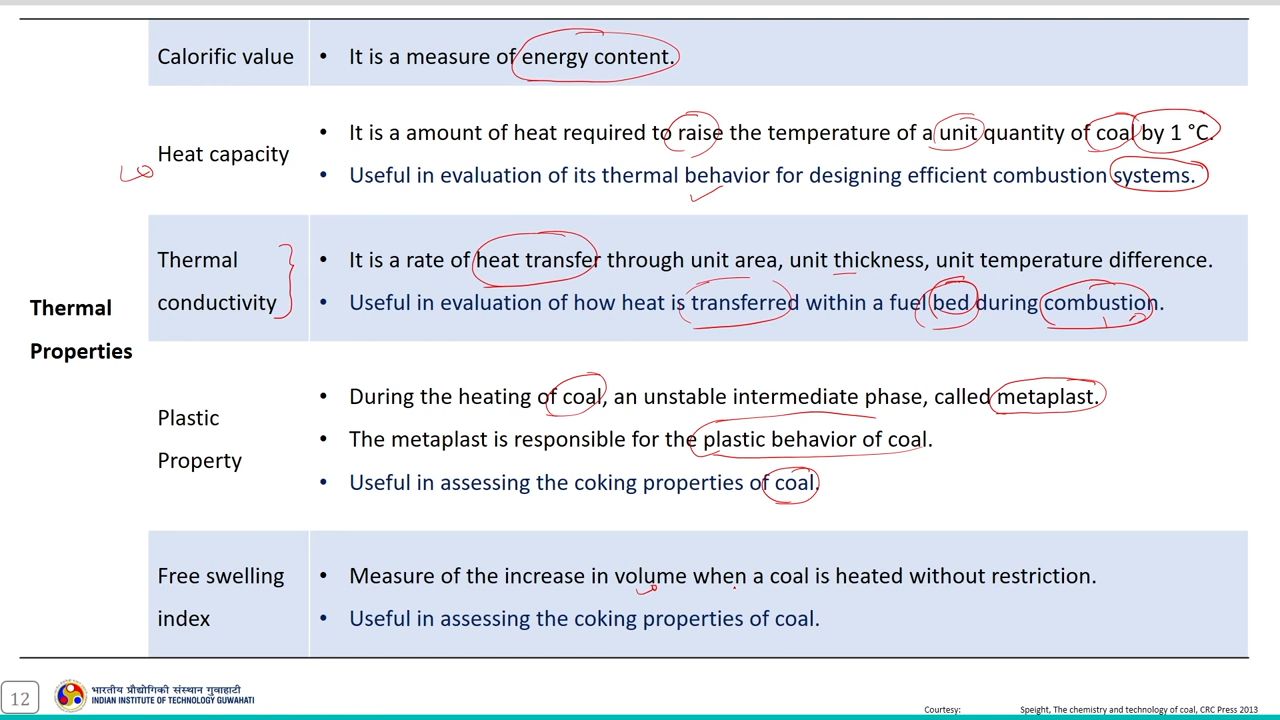 Calorific value
• It is a measure of energy content.
Heat capacity
• It is a amount of heat required to raise the temperature of a unit quantity of coal by 1 °C.
• Useful in evaluation of its thermal behavior for designing efficient combustion systems.
Thermal Properties
Thermal conductivity
• It is a rate of heat transfer through unit area, unit thickness, unit temperature difference.
• Useful in evaluation of how heat is transferred within a fuel bed during combustion.
Plastic Property
• During the heating of coal, an unstable intermediate phase, called metaplast.
• The metaplast is responsible for the plastic behavior of coal.
• Useful in assessing the coking properties of coal.
Free swelling index
• Measure of the increase in volume when a coal is heated without restriction.
• Useful in assessing the coking properties of coal.
12
भारतीय प्रौद्योगिकी संस्थान गुवाहाटी
INDIAN INSTITUTE OF TECHNOLOGY GUWAHATI
Courtesy: Speight, The chemistry and technology of coal, CRC Press 2013